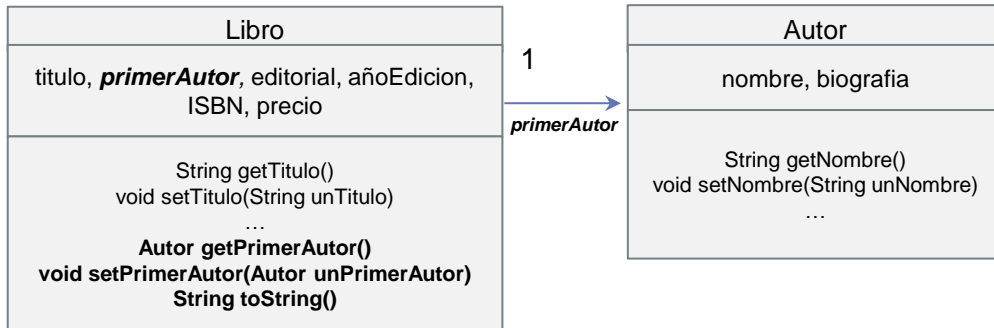 Libro
titulo, primerAutor, editorial, añoEdicion,
ISBN, precio
String getTitulo()
void setTitulo(String unTitulo)
…
Autor getPrimerAutor()
void setPrimerAutor(Autor unPrimerAutor)
String toString()
1
primerAutor
Autor
nombre, biografia
String getNombre()
void setNombre(String unNombre)
…